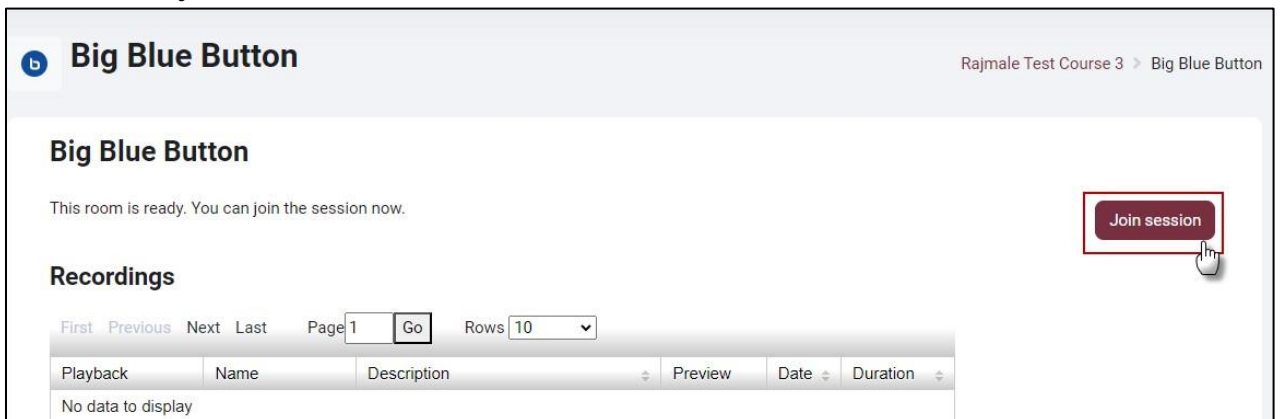 b Big Blue Button
Rajmale Test Course 3 > Big Blue Button
Big Blue Button
This room is ready. You can join the session now.
Join session
Recordings
First Previous Next Last Page 1 Go Rows 10
Playback Name Description Preview Date Duration
No data to display